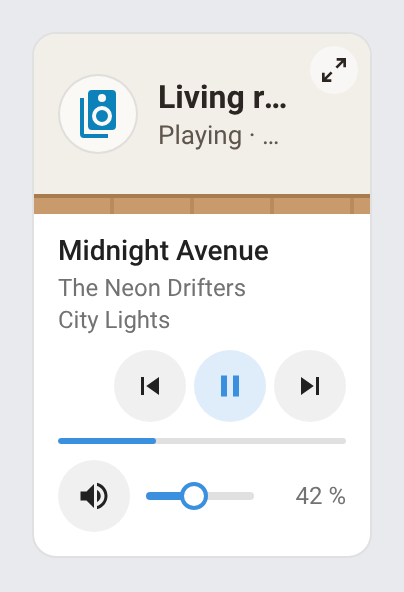 Living r...
Playing · ...
Midnight Avenue
The Neon Drifters
City Lights
42 %